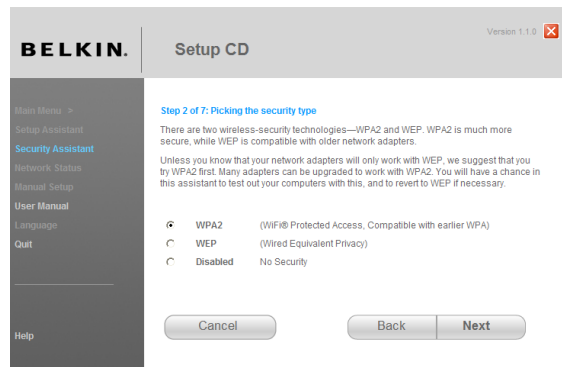 Version 1.1.0
BELKIN.
Setup CD
Main Menu >
Setup Assistant
Security Assistant
Network Status
Manual Setup
User Manual
Language
Quit
Help
Step 2 of 7: Picking the security type
There are two wireless-security technologies—WPA2 and WEP. WPA2 is much more
secure, while WEP is compatible with older network adapters.
Unless you know that your network adapters will only work with WEP, we suggest that you
try WPA2 first. Many adapters can be upgraded to work with WPA2. You will have a chance in
this assistant to test out your computers with this, and to revert to WEP if necessary.
WPA2 (WiFi® Protected Access, Compatible with earlier WPA)
WEP (Wired Equivalent Privacy)
Disabled No Security
Cancel Back Next